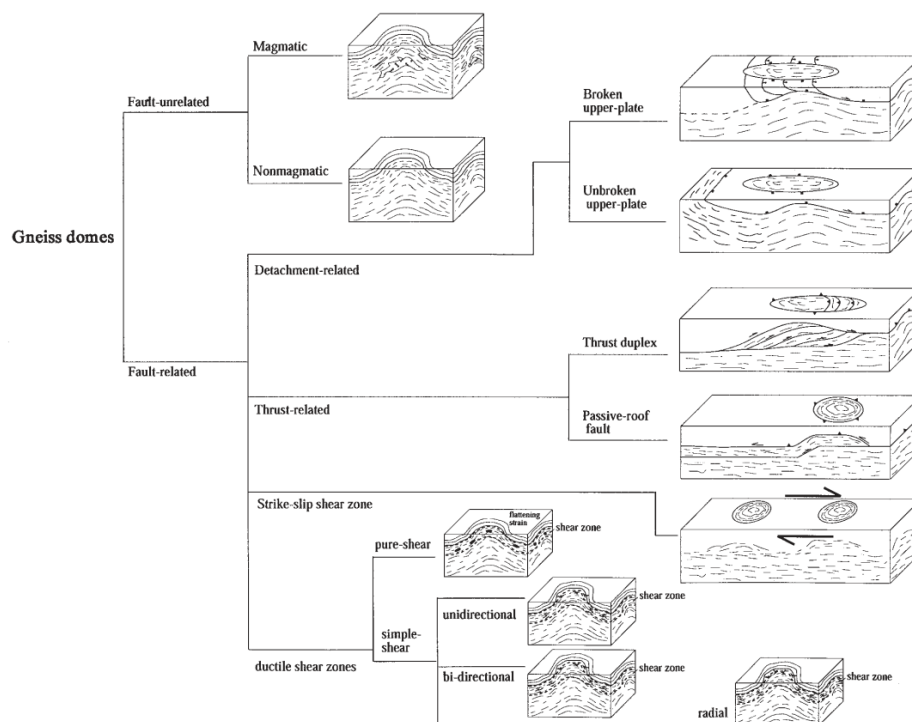 Magmatic
Fault-unrelated
Nonmagmatic
Gneiss domes
Broken
upper-plate
Unbroken
upper-plate
Detachment-related
Fault-related
Thrust duplex
Thrust-related
Passive-roof
fault
Strike-slip shear zone
flattening
strain
shear zone
pure-shear
unidirectional
shear zone
simple-
shear
ductile shear zones
bi-directional
shear zone
radial
shear zone